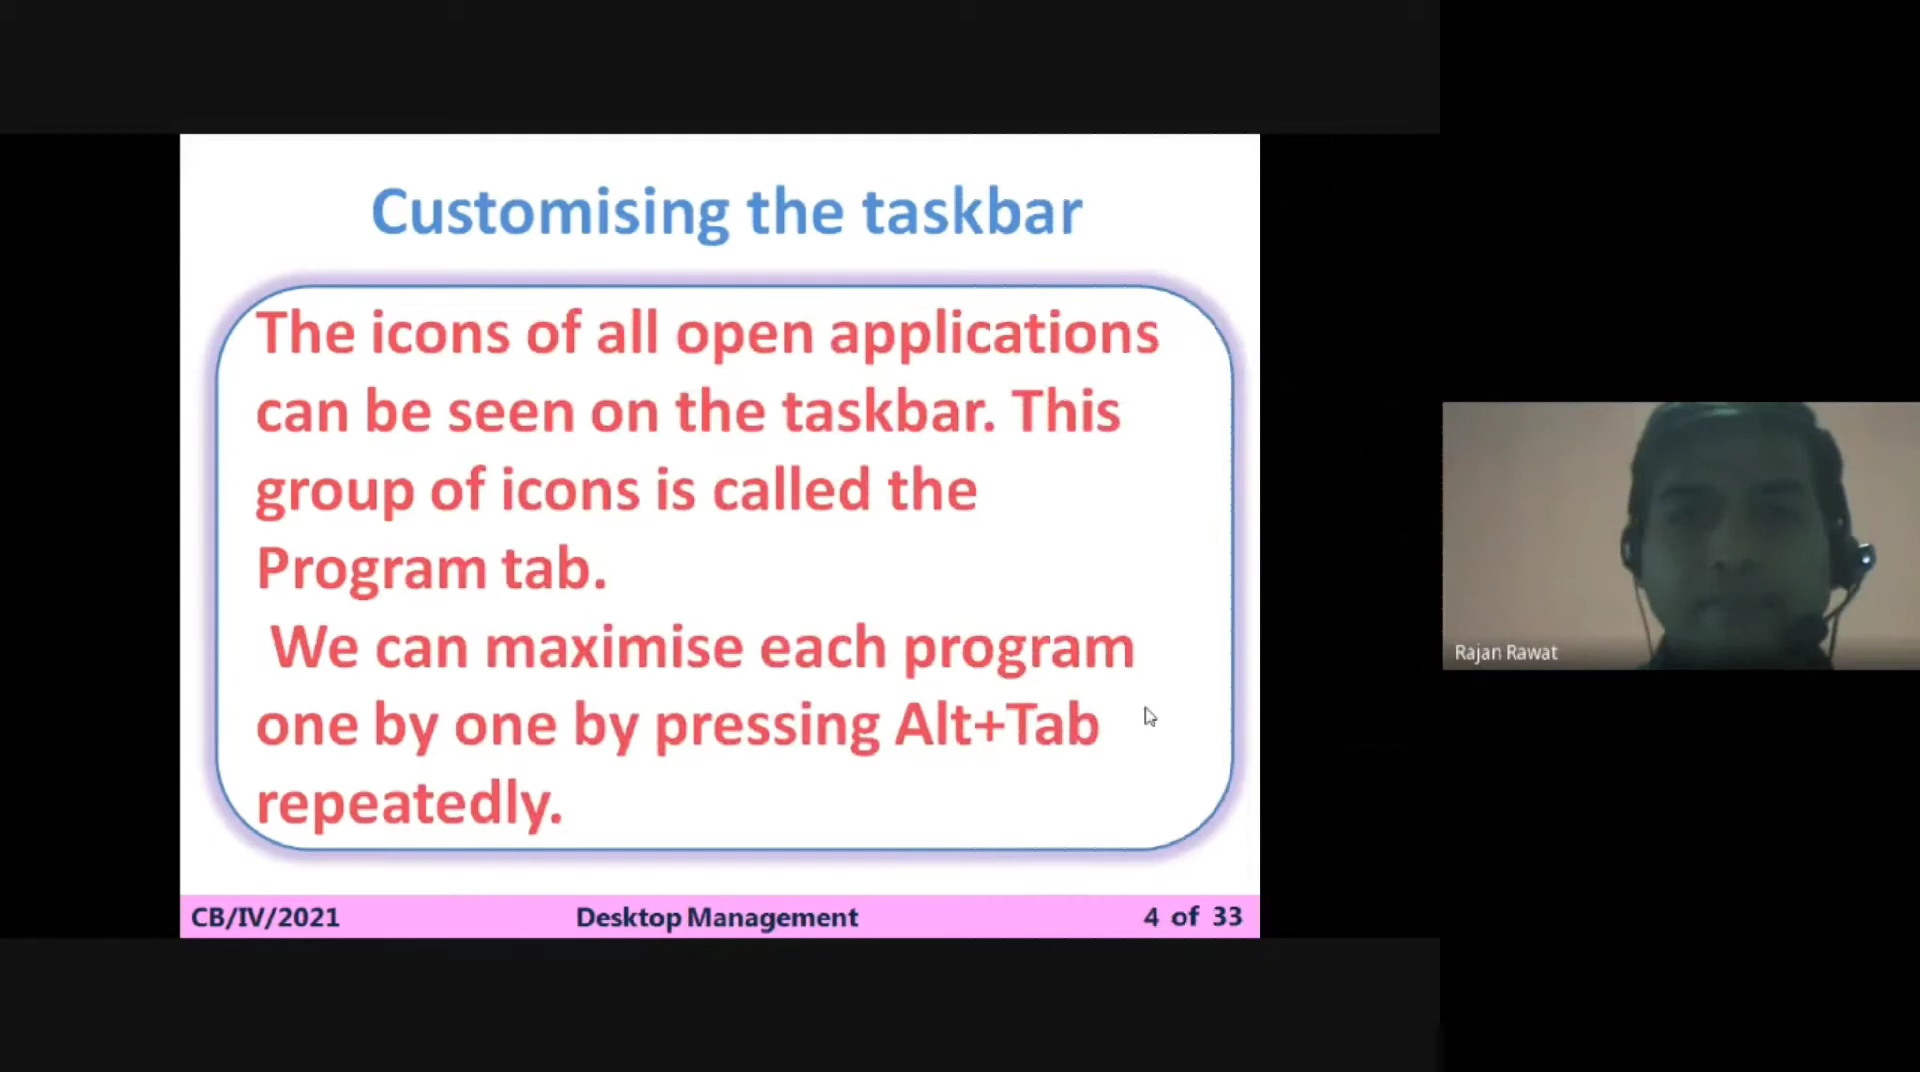 Customising the taskbar
The icons of all open applications
can be seen on the taskbar. This
group of icons is called the
Program tab.
We can maximise each program
one by one by pressing Alt+Tab
repeatedly.
CB/IV/2021 Desktop Management 4 of 33
Rajan Rawat